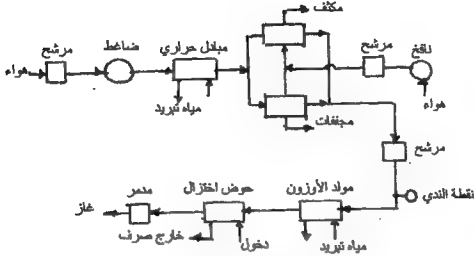 مكثف
مرشح
ضاغط
مبادل حراري
مرشح
نافخ
هواء
مياه تبريد
مجففات
هواء
مرشح
نقطة الندي
مولد الأوزون
حوض اختزال
مدمر
غاز
مياه تبريد
دخول
خارج صرف